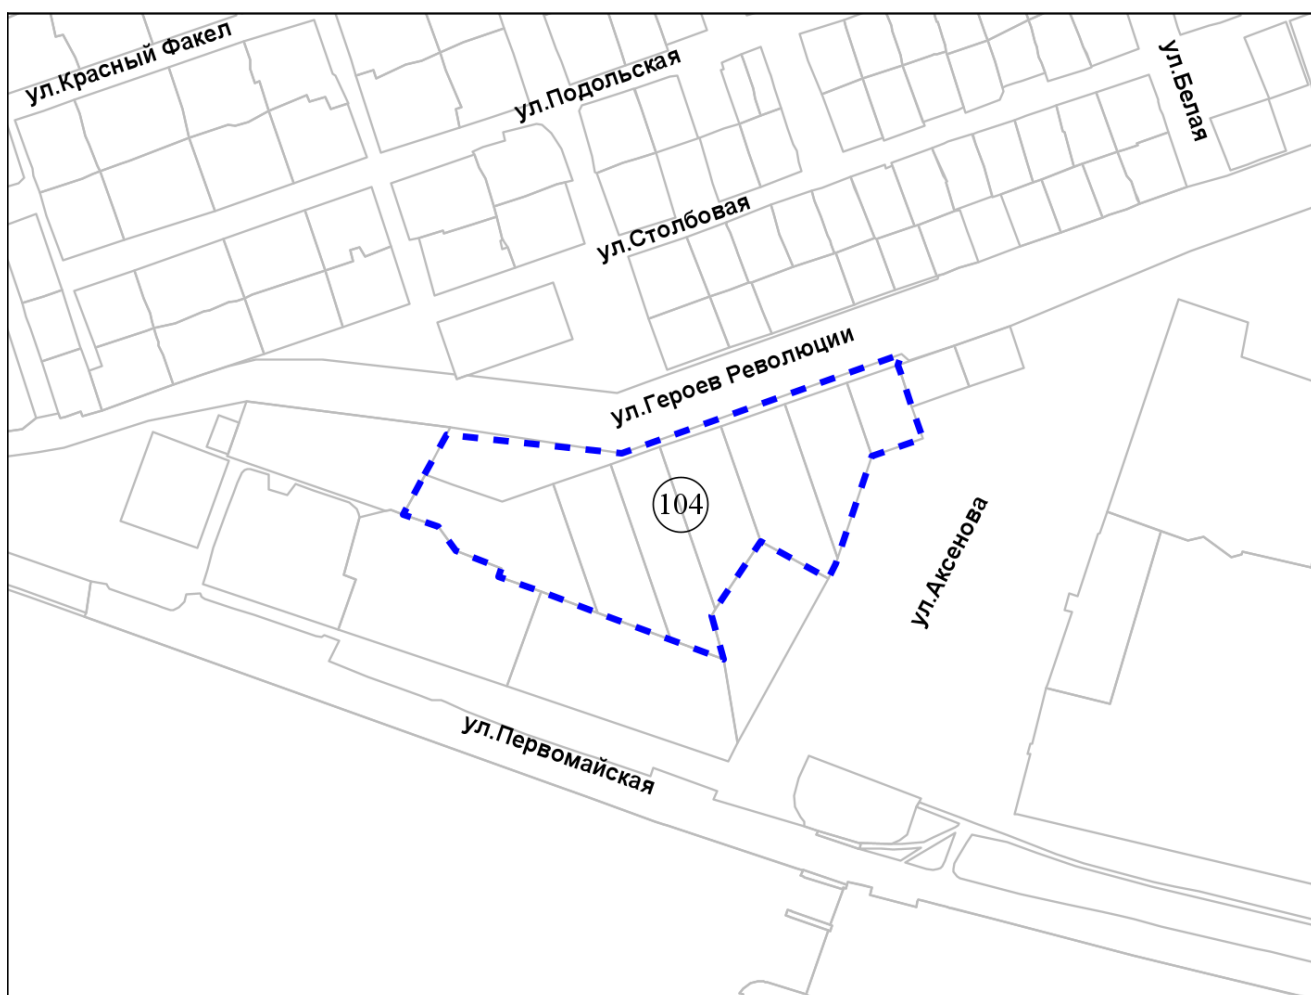 ул.Красный Факел
ул.Подольская
ул.Белая
ул.Столбовая
ул.Героев Революции
104
ул.Аксенова
ул.Первомайская